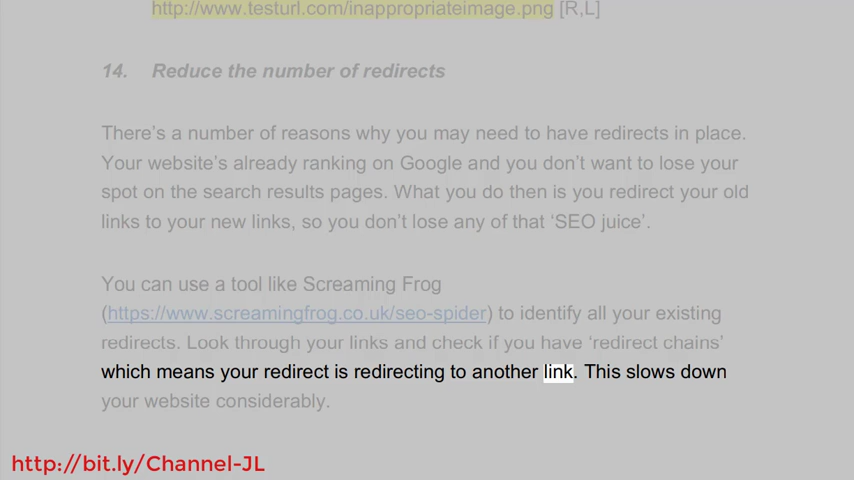 http://www.testurl.com/inappropriateimage.png [R,L]
14. Reduce the number of redirects
There's a number of reasons why you may need to have redirects in place.
Your website's already ranking on Google and you don't want to lose your
spot on the search results pages. What you do then is you redirect your old
links to your new links, so you don't lose any of that 'SEO juice'.
You can use a tool like Screaming Frog
(https://www.screamingfrog.co.uk/seo-spider) to identify all your existing
redirects. Look through your links and check if you have 'redirect chains'
which means your redirect is redirecting to another link. This slows down
your website considerably.
http://bit.ly/Channel-JL